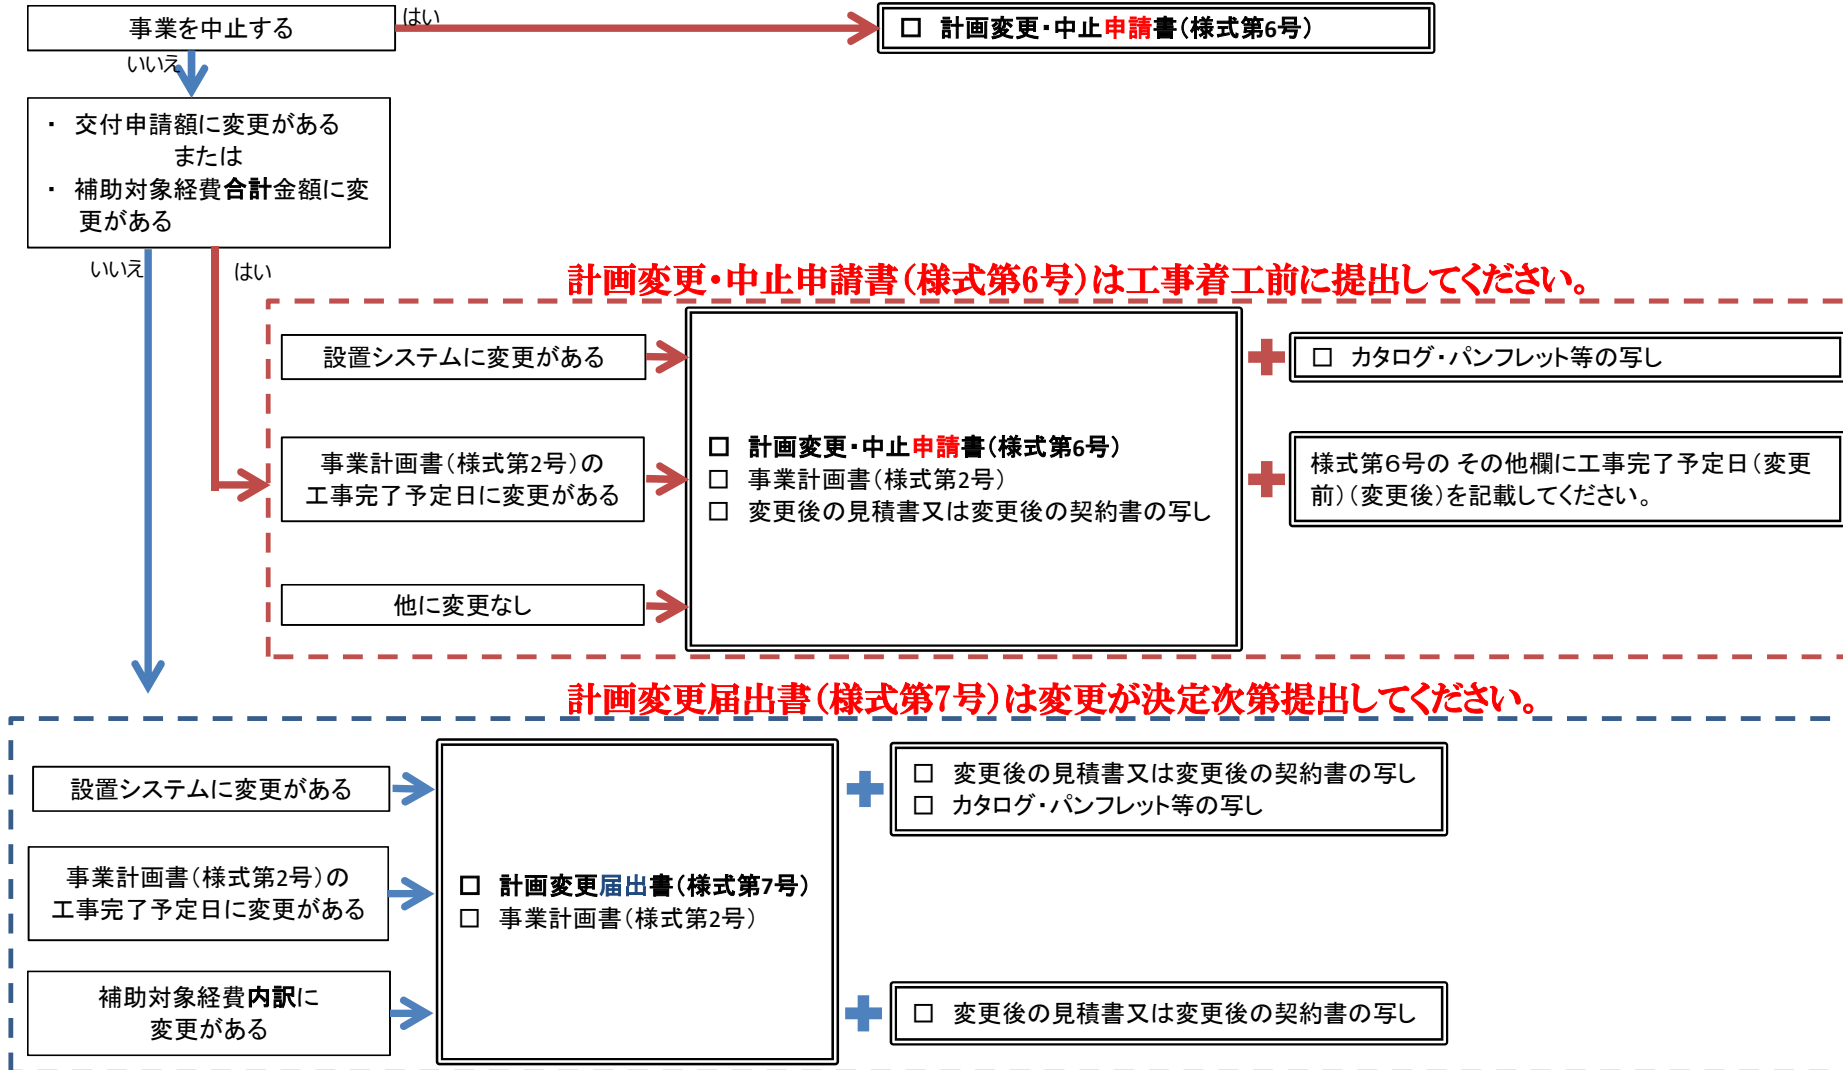 事業を中止する
はい
□ 計画変更・中止申請書(様式第6号)
いいえ
・ 交付申請額に変更がある
または
・ 補助対象経費合計金額に変
更がある
いいえ
はい
計画変更・中止申請書(様式第6号)は工事着工前に提出してください。
設置システムに変更がある
□ カタログ・パンフレット等の写し
事業計画書(様式第2号)の
工事完了予定日に変更がある
□ 計画変更・中止申請書(様式第6号)
□ 事業計画書(様式第2号)
□ 変更後の見積書又は変更後の契約書の写し
様式第6号の その他欄に工事完了予定日(変更
前)(変更後)を記載してください。
他に変更なし
計画変更届出書(様式第7号)は変更が決定次第提出してください。
設置システムに変更がある
□ 変更後の見積書又は変更後の契約書の写し
□ カタログ・パンフレット等の写し
事業計画書(様式第2号)の
工事完了予定日に変更がある
□ 計画変更届出書(様式第7号)
□ 事業計画書(様式第2号)
補助対象経費内訳に
変更がある
□ 変更後の見積書又は変更後の契約書の写し